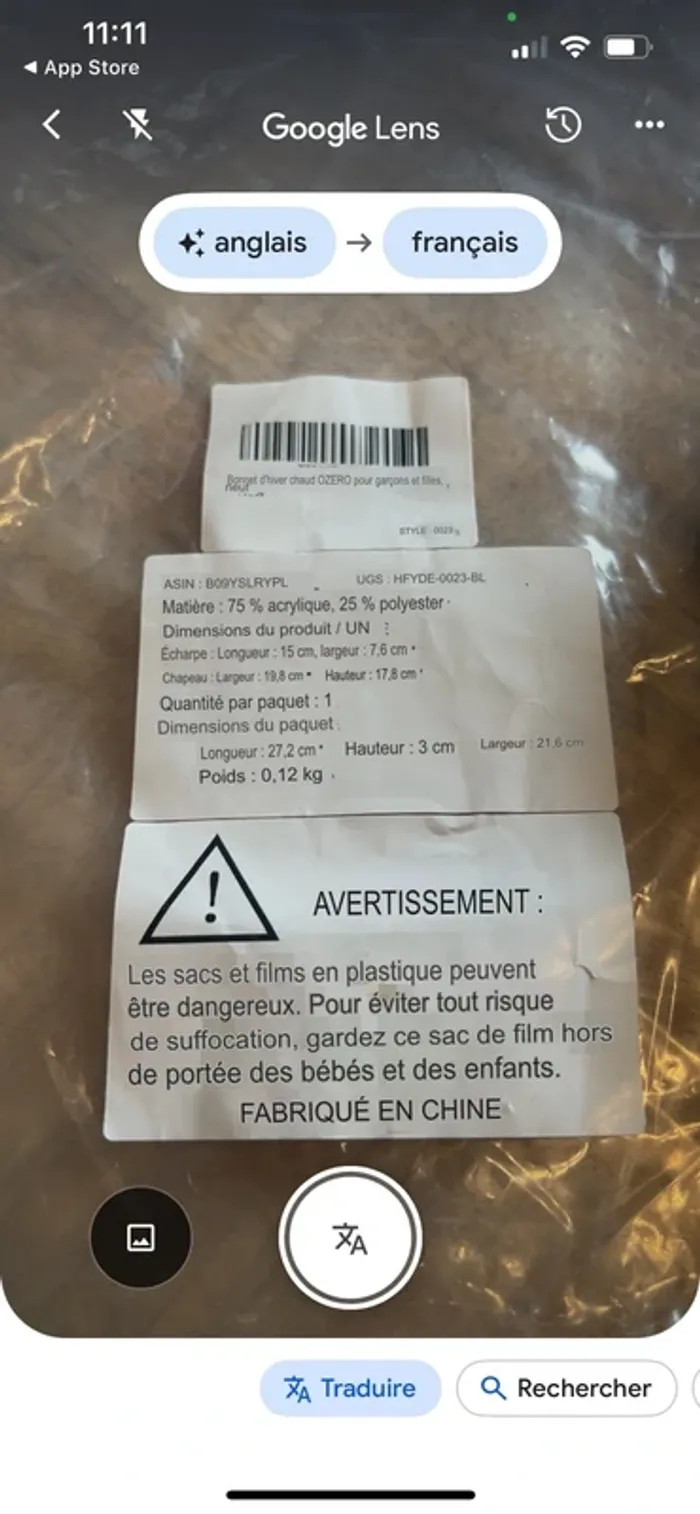 11:11
◀ App Store
Google Lens
anglais → français
Bonnet d'hiver chaud OZERO pour garçons et filles,
neuf
STYLE 0023
ASIN : B09YSLRYPL UGS : HFYDE-0023-BL
Matière : 75 % acrylique, 25 % polyester
Dimensions du produit / UN :
Écharpe : Longueur : 15 cm, largeur : 7,6 cm
Chapeau : Largeur : 19,8 cm Hauteur : 17,8 cm
Quantité par paquet : 1
Dimensions du paquet
Longueur : 27,2 cm Hauteur : 3 cm Largeur : 21,6 cm
Poids : 0,12 kg
AVERTISSEMENT :
Les sacs et films en plastique peuvent
être dangereux. Pour éviter tout risque
de suffocation, gardez ce sac de film hors
de portée des bébés et des enfants.
FABRIQUÉ EN CHINE
Traduire
Rechercher